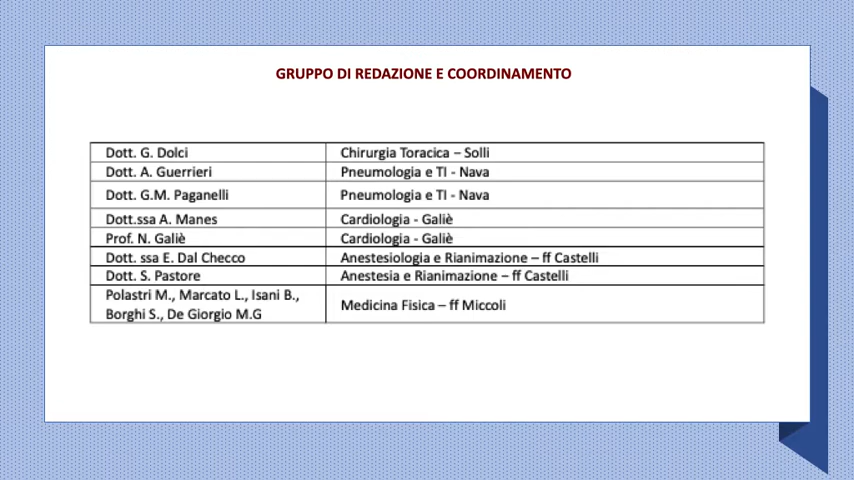 GRUPPO DI REDAZIONE E COORDINAMENTO
Dott. G. Dolci Chirurgia Toracica – Solli
Dott. A. Guerrieri Pneumologia e TI - Nava
Dott. G.M. Paganelli Pneumologia e TI - Nava
Dott.ssa A. Manes Cardiologia - Galiè
Prof. N. Galiè Cardiologia - Galiè
Dott. ssa E. Dal Checco Anestesiologia e Rianimazione – ff Castelli
Dott. S. Pastore Anestesia e Rianimazione – ff Castelli
Polastri M., Marcato L., Isani B.,
Borghi S., De Giorgio M.G
Medicina Fisica – ff Miccoli